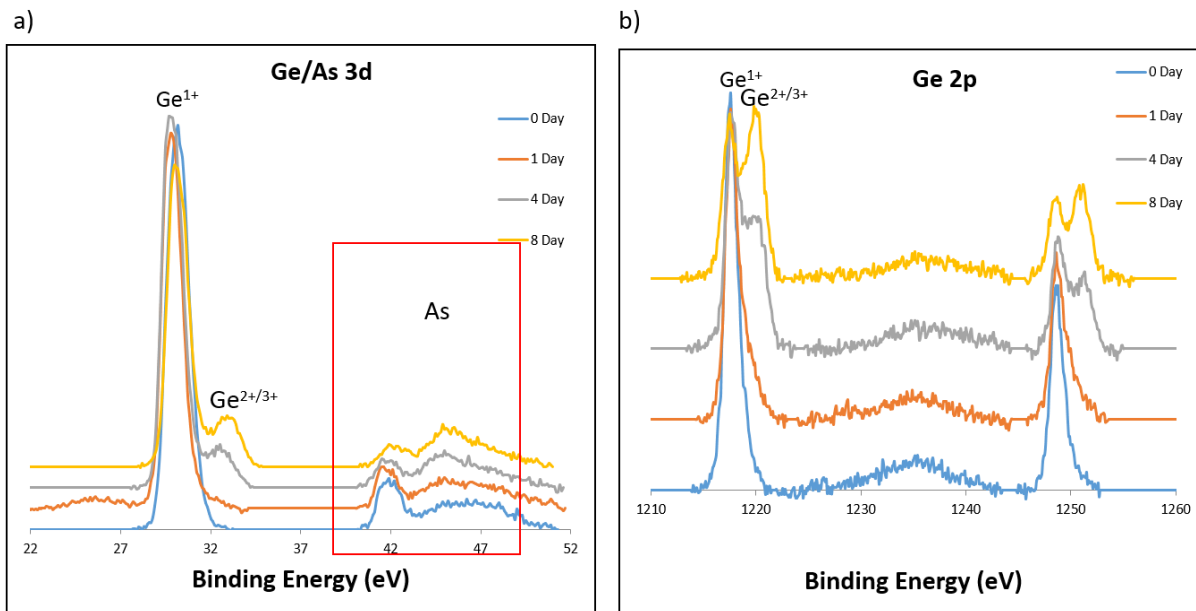 a)
Ge/As 3d
Ge¹⁺
0 Day
1 Day
4 Day
8 Day
As
Ge²⁺/³⁺
22 27 32 37 42 47 52
Binding Energy (eV)
b)
Ge 2p
Ge¹⁺
Ge²⁺/³⁺
0 Day
1 Day
4 Day
8 Day
1210 1220 1230 1240 1250 1260
Binding Energy (eV)